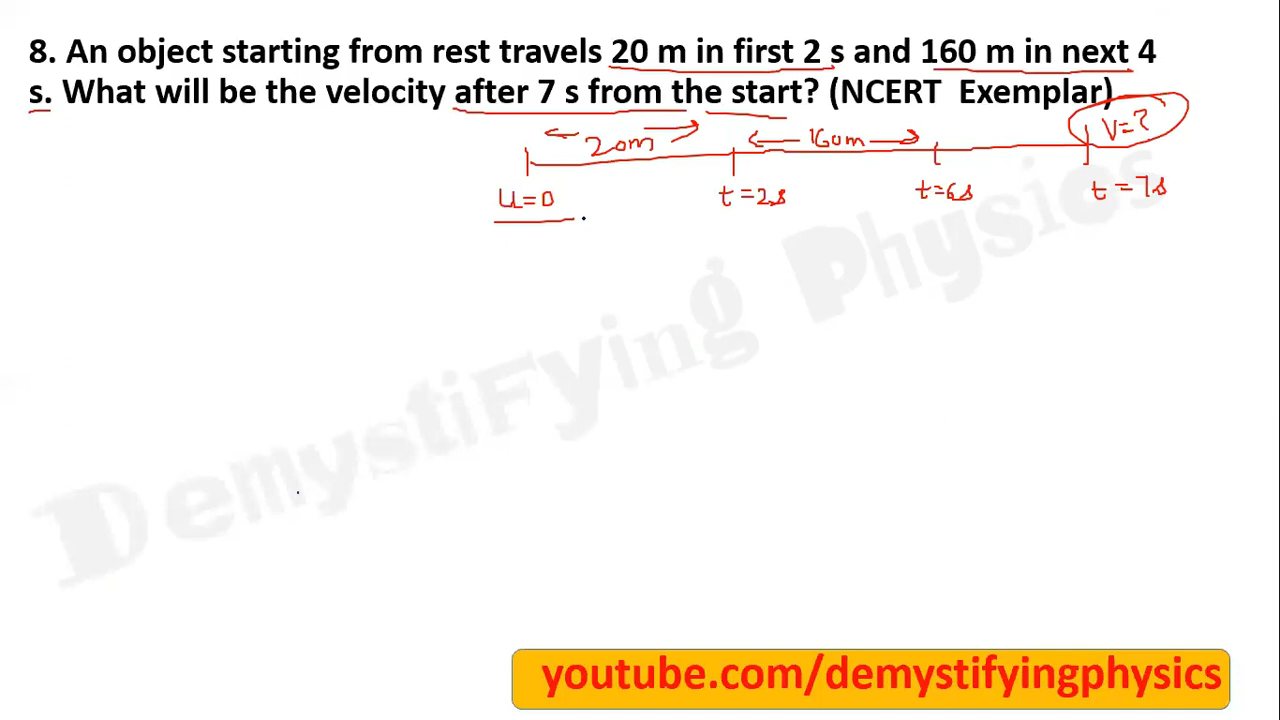 8. An object starting from rest travels 20 m in first 2 s and 160 m in next 4
s. What will be the velocity after 7 s from the start? (NCERT Exemplar)
20m 160m V=?
u=0 t=2s t=6s t=7s
Demystifying Physics
youtube.com/demystifyingphysics